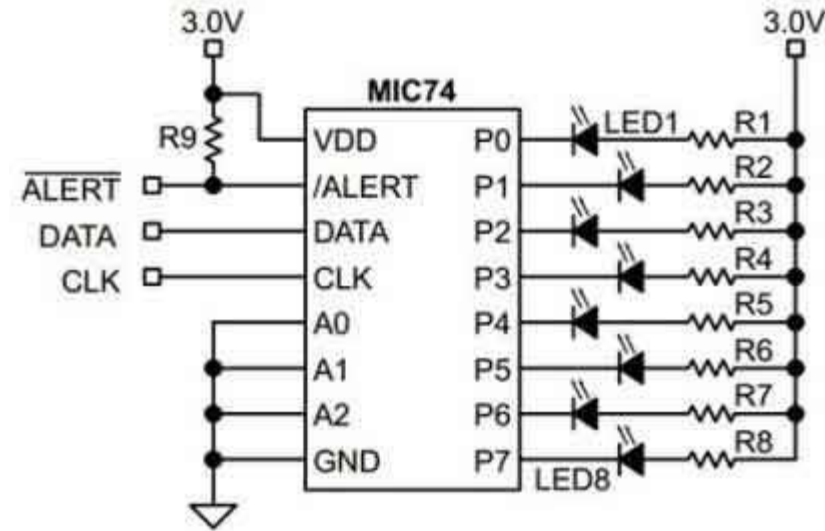 3.0V 3.0V
MIC74
R9 VDD P0 LED1 R1
ALERT /ALERT P1 R2
DATA DATA P2 R3
CLK CLK P3 R4
A0 P4 R5
A1 P5 R6
A2 P6 R7
GND P7 LED8 R8